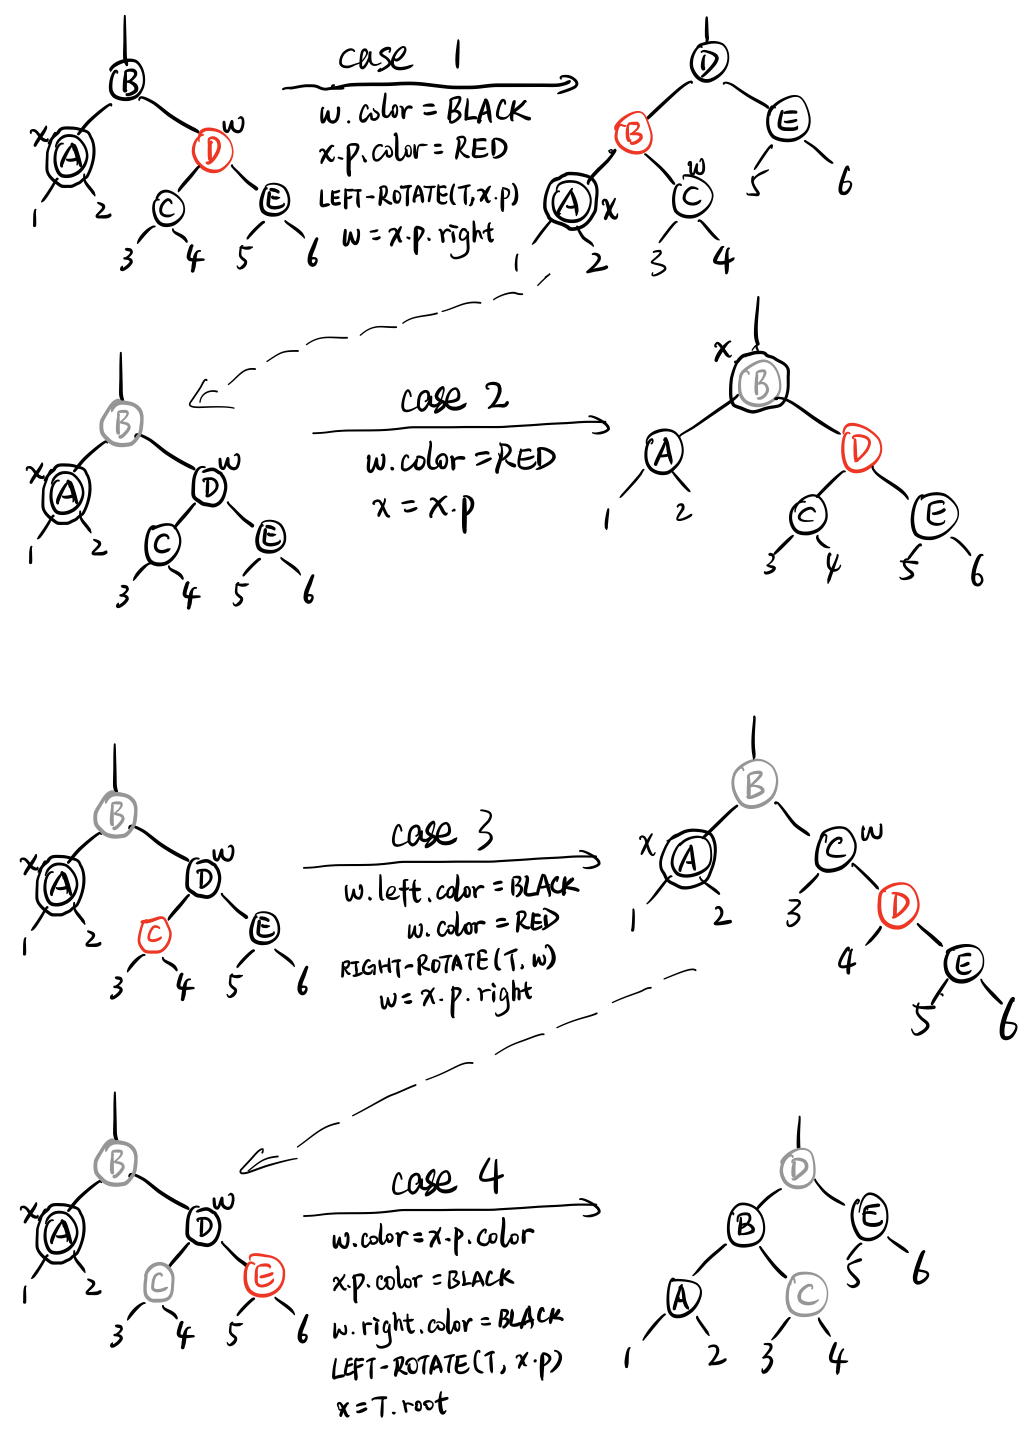 case 1
w.color = BLACK
x.p.color = RED
LEFT-ROTATE(T,x.p)
w = x.p.right
B
x A
w
D
C
E
1 2 3 4 5 6
D
B
E
A x
w
C
1 2 3 4 5 6
case 2
w.color = RED
x = x.p
B
x A
w
D
C
E
1 2 3 4 5 6
x
B
A
D
C
E
1 2 3 4 5 6
case 3
w.left.color = BLACK
w.color = RED
RIGHT-ROTATE(T.w)
w = x.p.right
B
x A
w
D
C
E
1 2 3 4 5 6
B
x A
C w
D
E
1 2 3 4 5 6
case 4
w.color = x.p.color
x.p.color = BLACK
w.right.color = BLACK
LEFT-ROTATE(T, x.p)
x = T.root
B
x A
w
D
C
E
1 2 3 4 5 6
D
B
E
A
C
1 2 3 4 5 6